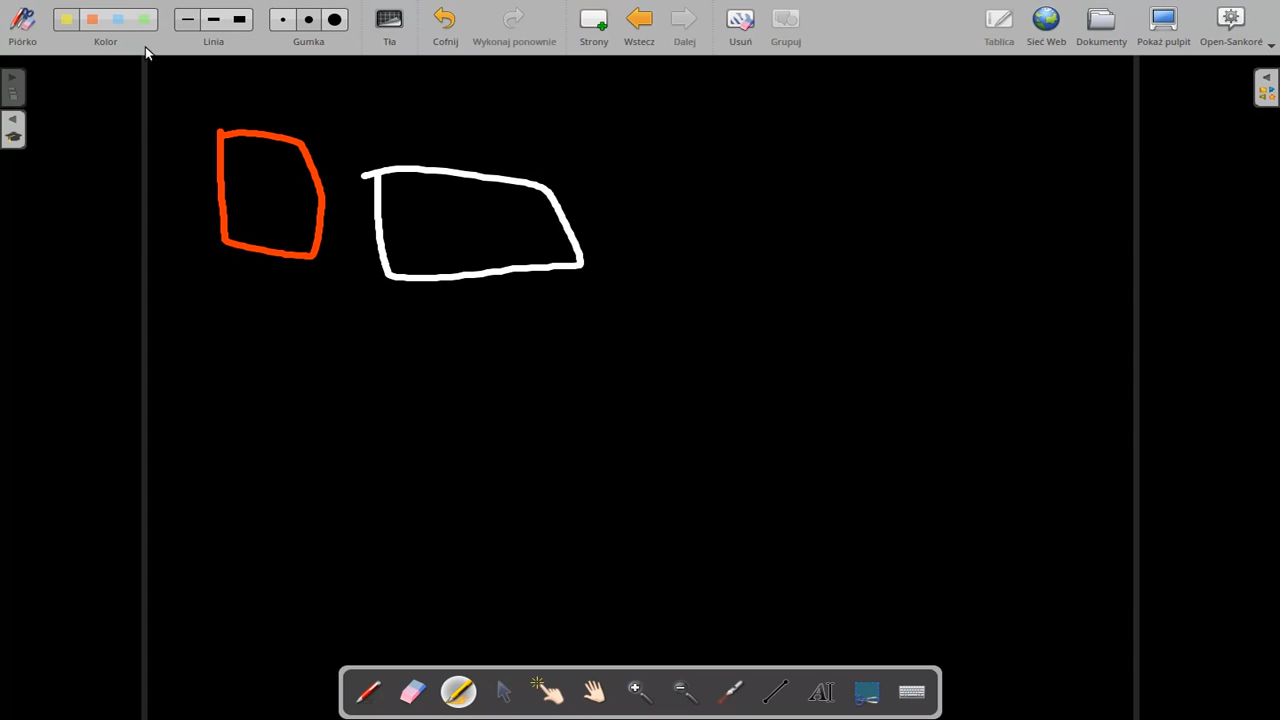 Piórko Kolor Linia Gumka Tła Cofnij Wykonaj ponownie Strony Wstecz Dalej Usuń Grupuj Tablica Sieć Web Dokumenty Pokaż pulpit Open-Sankoré
AI